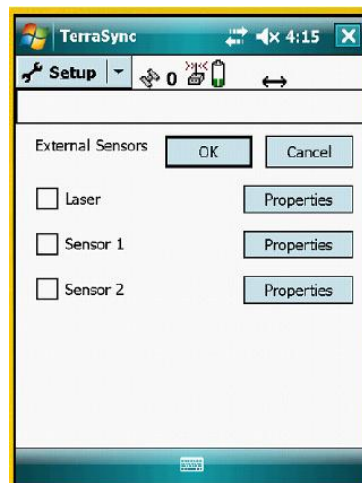 TerraSync 4:15
Setup 0
External Sensors OK Cancel
Laser Properties
Sensor 1 Properties
Sensor 2 Properties